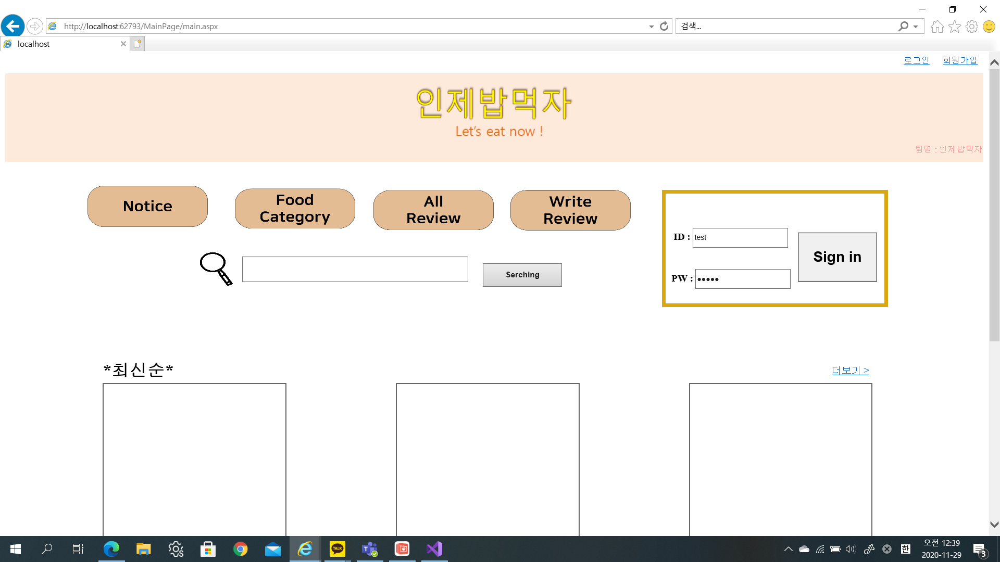 http://localhost:62793/MainPage/main.aspx
검색...
localhost
로그인 회원가입
인제밥먹자
Let's eat now !
팀명 : 인제밥먹자
Notice
Food
Category
All
Review
Write
Review
ID : test
Sign in
PW : •••••
Serching
*최신순*
더보기 >
TALK
한
오전 12:39
2020-11-29
3